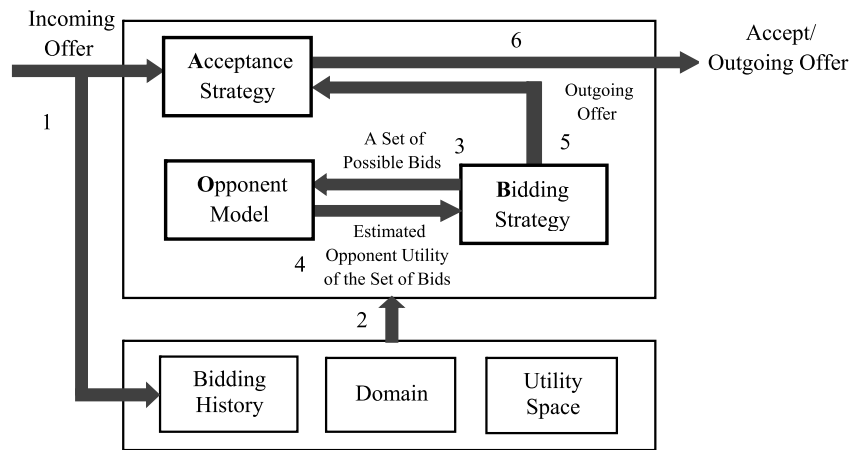 Incoming
Offer
1
Acceptance
Strategy
6
Accept/
Outgoing Offer
Outgoing
Offer
5
A Set of
Possible Bids
3
Opponent
Model
Bidding
Strategy
4
Estimated
Opponent Utility
of the Set of Bids
2
Bidding
History
Domain
Utility
Space